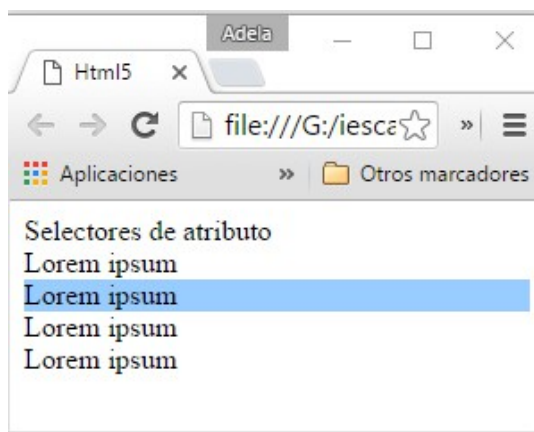 Adela
Html5
file:///G:/iesca
Aplicaciones
Otros marcadores
Selectores de atributo
Lorem ipsum
Lorem ipsum
Lorem ipsum
Lorem ipsum